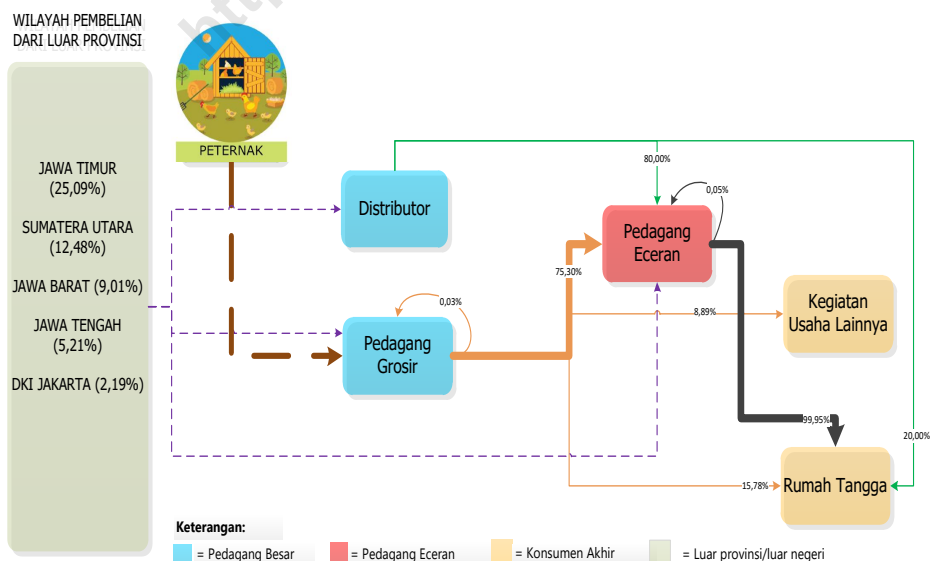 WILAYAH PEMBELIAN
DARI LUAR PROVINSI
JAWA TIMUR
(25,09%)
SUMATERA UTARA
(12,48%)
JAWA BARAT (9,01%)
JAWA TENGAH
(5,21%)
DKI JAKARTA (2,19%)
PETERNAK
Distributor
Pedagang
Grosir
0,03%
75,30%
80,00%
0,05%
Pedagang
Eceran
8,89%
Kegiatan
Usaha Lainnya
99,95%
20,00%
15,78%
Rumah Tangga
Keterangan:
= Pedagang Besar
= Pedagang Eceran
= Konsumen Akhir
= Luar provinsi/luar negeri